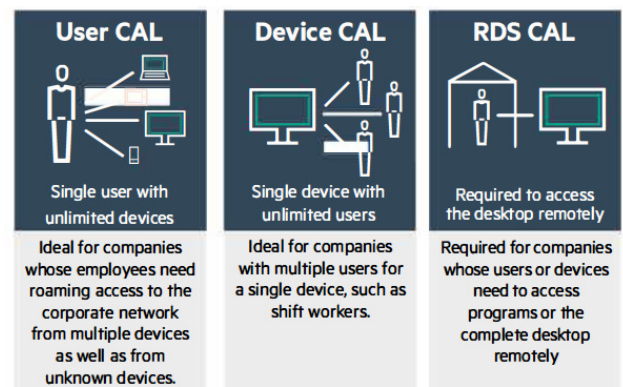 User CAL
Single user with
unlimited devices
Ideal for companies
whose employees need
roaming access to the
corporate network
from multiple devices
as well as from
unknown devices.
Device CAL
Single device with
unlimited users
Ideal for companies
with multiple users for
a single device, such as
shift workers.
RDS CAL
Required to access
the desktop remotely
Required for companies
whose users or devices
need to access
programs or the
complete desktop
remotely